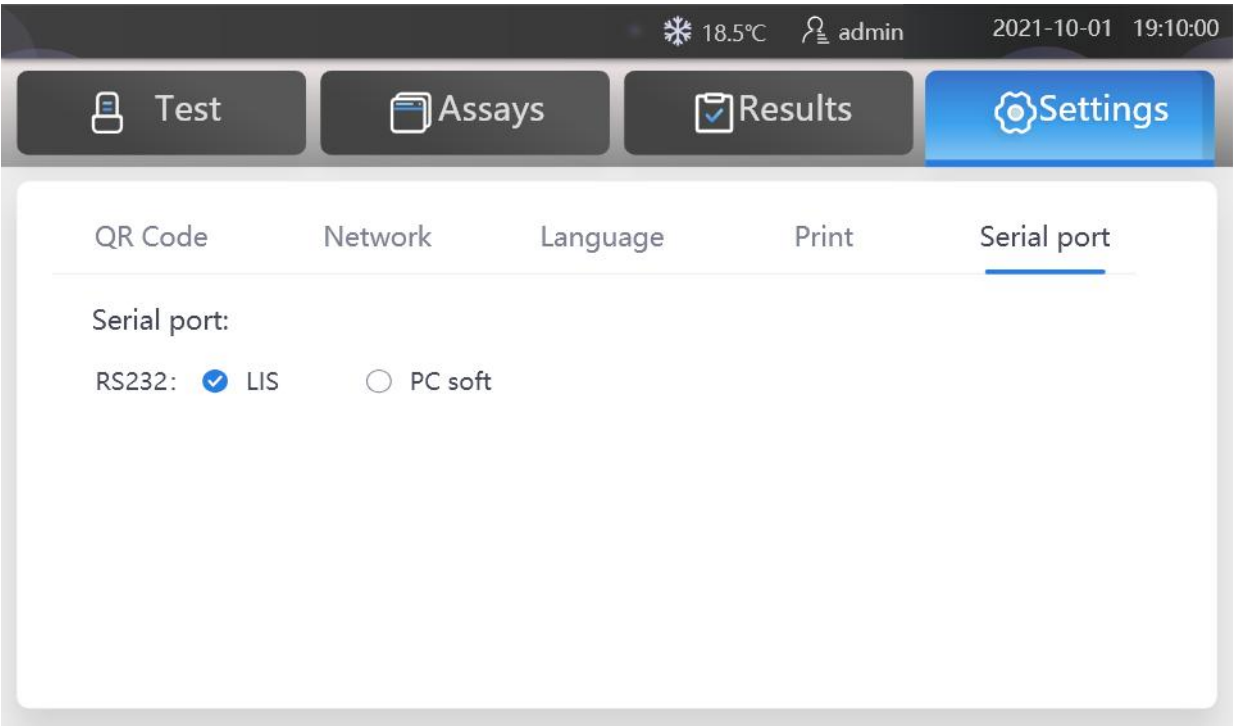 18.5℃ admin 2021-10-01 19:10:00
Test Assays Results Settings
QR Code Network Language Print Serial port
Serial port:
RS232: LIS PC soft